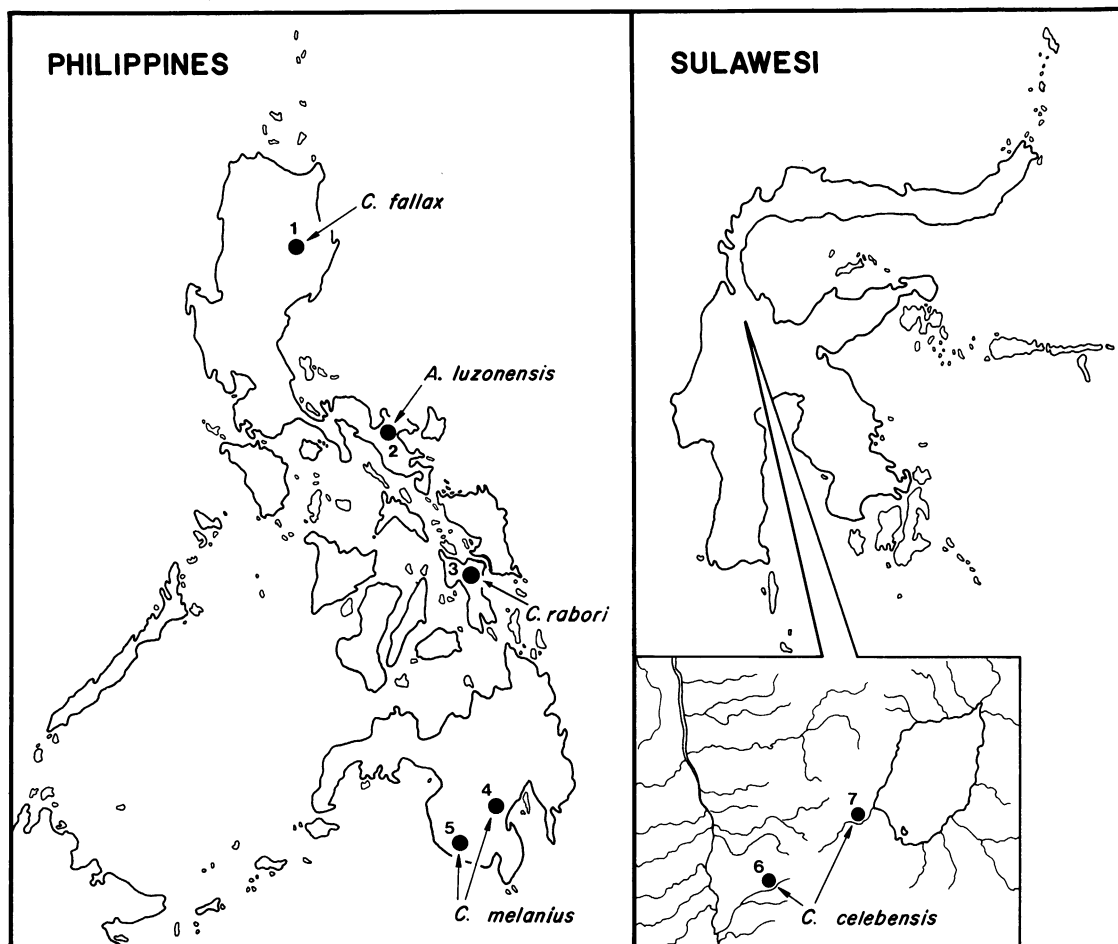 PHILIPPINES
C. fallax
1
A. luzonensis
2
3
C. rabori
4
5
C. melanius
SULAWESI
7
6
C. celebensis